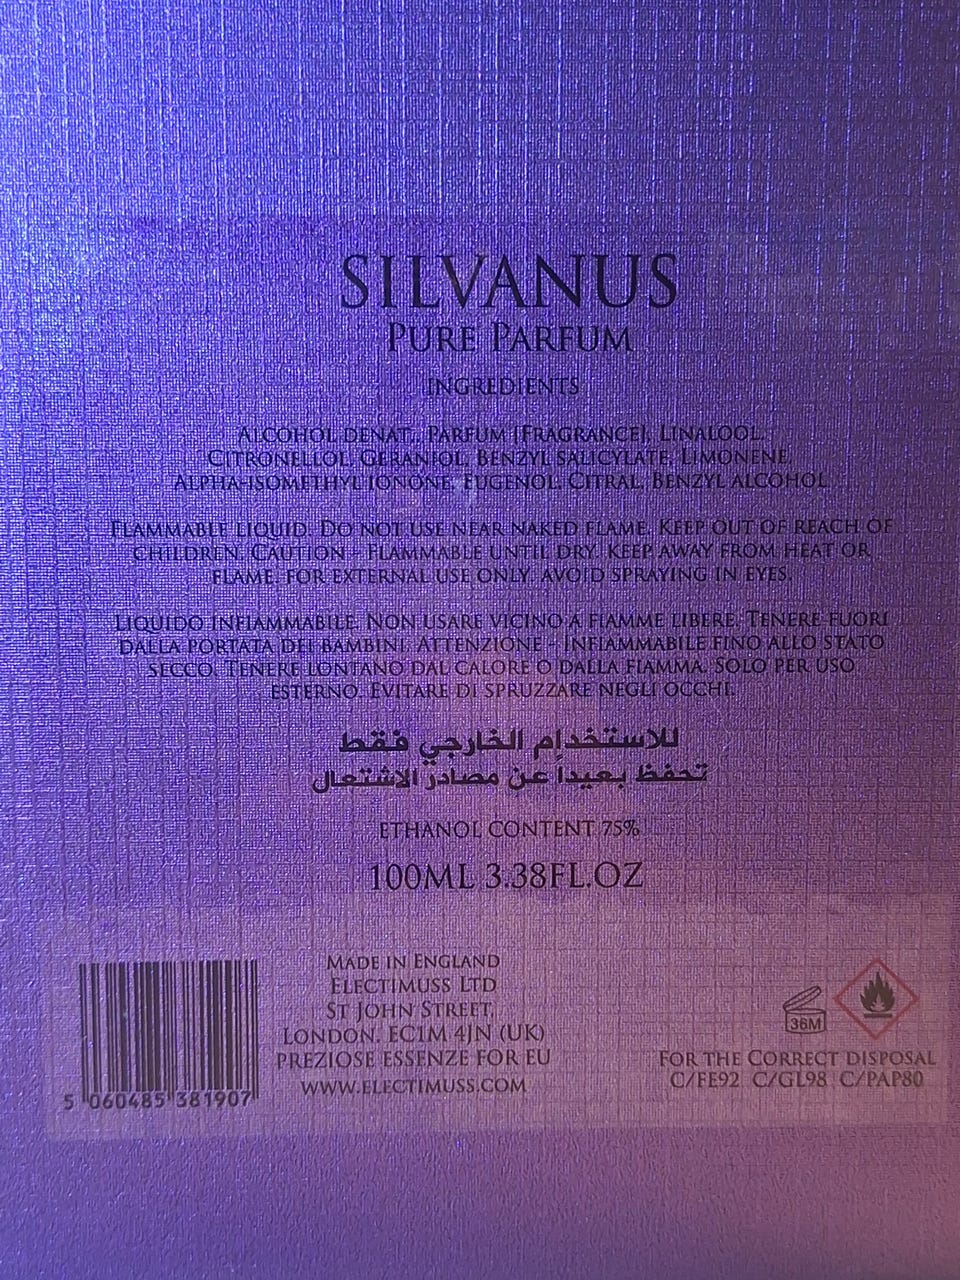 SILVANUS
PURE PARFUM
INGREDIENTS
ALCOHOL DENAT., PARFUM [FRAGRANCE], LINALOOL,
CITRONELLOL, GERANIOL, BENZYL SALICYLATE, LIMONENE,
ALPHA-ISOMETHYL IONONE, EUGENOL, CITRAL, BENZYL ALCOHOL
FLAMMABLE LIQUID. DO NOT USE NEAR NAKED FLAME. KEEP OUT OF REACH OF
CHILDREN. CAUTION - FLAMMABLE UNTIL DRY. KEEP AWAY FROM HEAT OR
FLAME. FOR EXTERNAL USE ONLY. AVOID SPRAYING IN EYES.
LIQUIDO INFIAMMABILE. NON USARE VICINO A FIAMME LIBERE. TENERE FUORI
DALLA PORTATA DEI BAMBINI. ATTENZIONE - INFIAMMABILE FINO ALLO STATO
SECCO. TENERE LONTANO DAL CALORE O DALLA FIAMMA. SOLO PER USO
ESTERNO. EVITARE DI SPRUZZARE NEGLI OCCHI.
للاستخدام الخارجي فقط
تحفظ بعيداً عن مصادر الاشتعال
ETHANOL CONTENT 75%
100ML 3.38FL.OZ
MADE IN ENGLAND
ELECTIMUSS LTD
ST JOHN STREET,
LONDON. EC1M 4JN (UK)
PREZIOSE ESSENZE FOR EU
WWW.ELECTIMUSS.COM
5 060485 381907
36M
FOR THE CORRECT DISPOSAL
C/FE92 C/GL98 C/PAP80